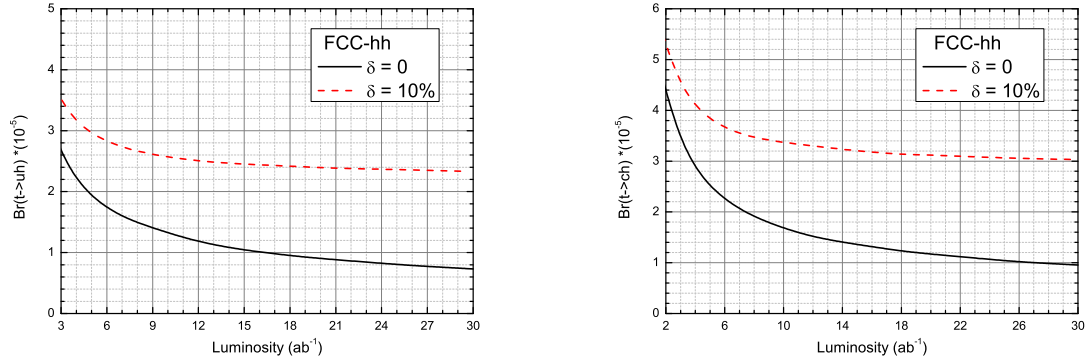 5
4
3
2
1
0
Br(t->uh) *(10⁻⁵)
FCC-hh
δ = 0
δ = 10%
3 6 9 12 15 18 21 24 27 30
Luminosity (ab⁻¹)
6
5
4
3
2
1
0
Br(t->ch) *(10⁻⁵)
FCC-hh
δ = 0
δ = 10%
2 6 10 14 18 22 26 30
Luminosity (ab⁻¹)